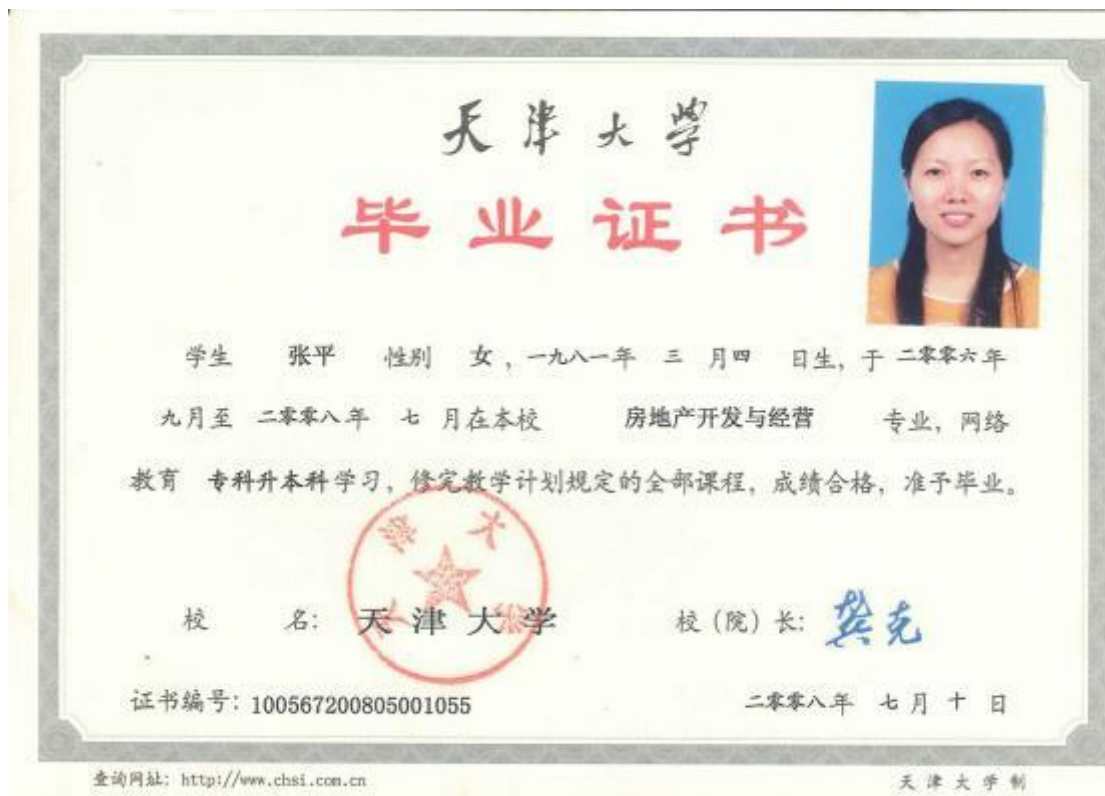 天津大学
毕业证书
学生 张平 性别 女，一九八一年 三 月四 日生，于 二零零六年
九月至 二零零八年 七 月在本校 房地产开发与经营 专业，网络
教育 专科升本科学习，修完教学计划规定的全部课程，成绩合格，准予毕业。
天津大学
校 名：天津大学 校（院）长：龚克
证书编号：100567200805001055 二零零八年 七月十日
查询网址：http://www.chsi.com.cn 天津大学制